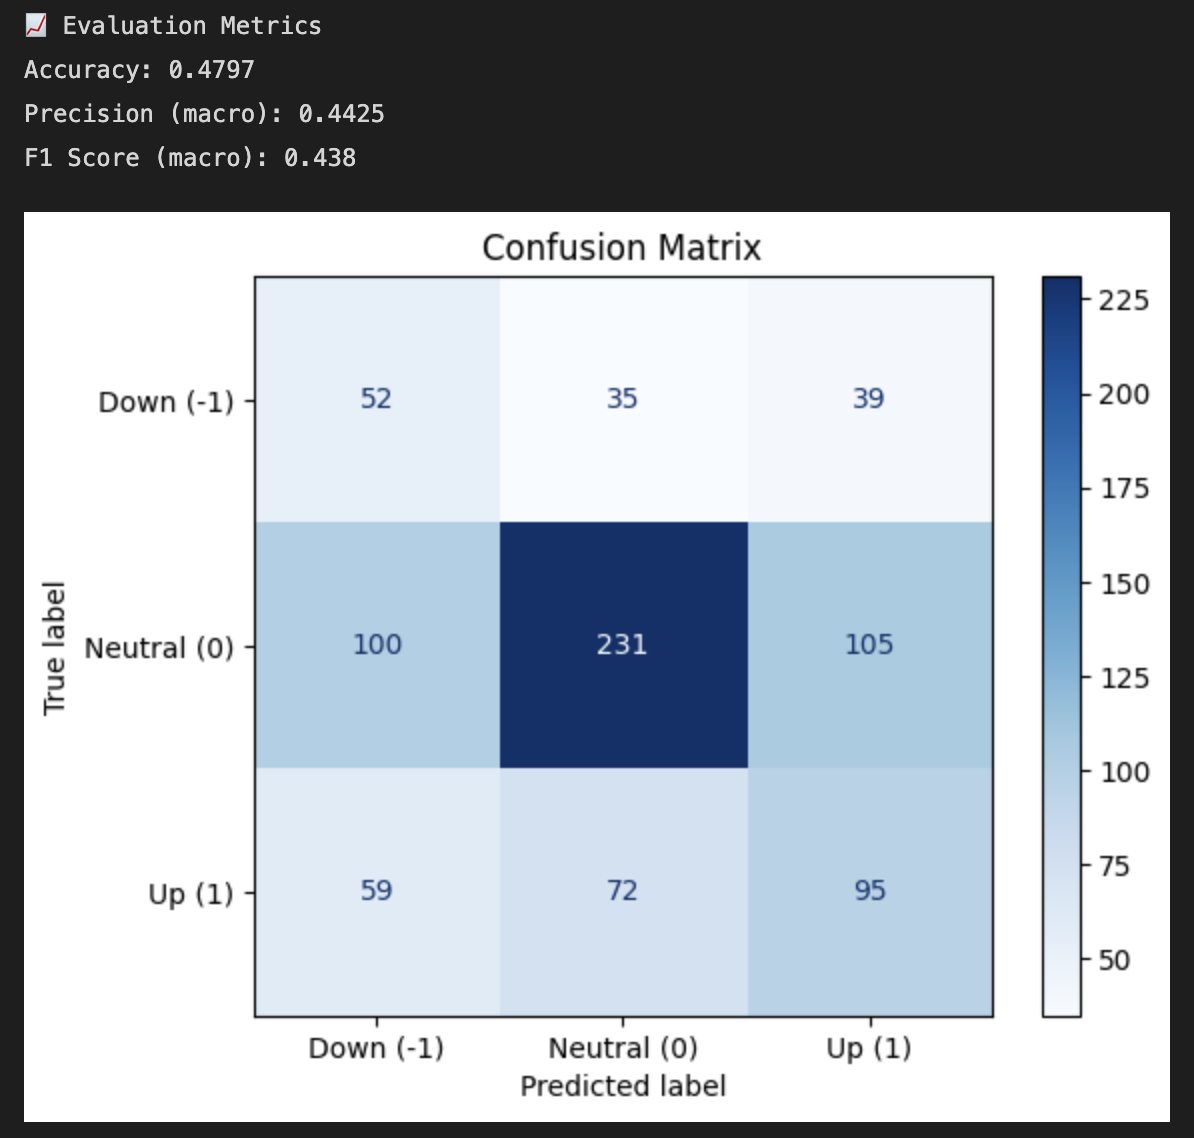 📈 Evaluation Metrics
Accuracy: 0.4797
Precision (macro): 0.4425
F1 Score (macro): 0.438
Confusion Matrix
Down (-1) 52 35 39
Neutral (0) 100 231 105
Up (1) 59 72 95
Down (-1) Neutral (0) Up (1)
Predicted label
True label
225
200
175
150
125
100
75
50